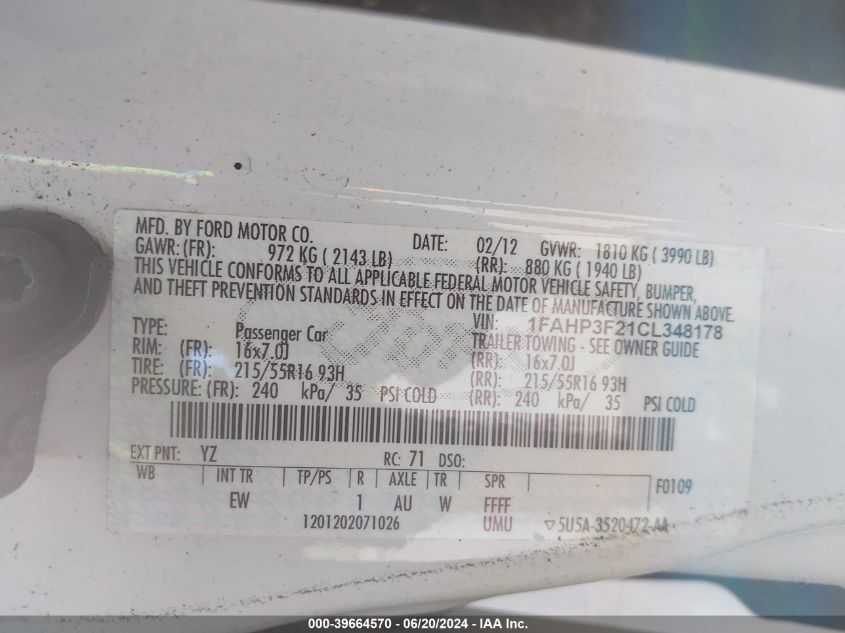 MFD. BY FORD MOTOR CO. DATE: 02/12 GVWR: 1810 KG ( 3990 LB)
GAWR: (FR): 972 KG ( 2143 LB) (RR): 880 KG ( 1940 LB)
THIS VEHICLE CONFORMS TO ALL APPLICABLE FEDERAL MOTOR VEHICLE SAFETY, BUMPER,
AND THEFT PREVENTION STANDARDS IN EFFECT ON THE DATE OF MANUFACTURE SHOWN ABOVE.
VIN: 1FAHP3F21CL348178
TYPE: Passenger Car TRAILER TOWING - SEE OWNER GUIDE
RIM: (FR): 16x7.0J (RR): 16x7.0J
TIRE: (FR): 215/55R16 93H (RR): 215/55R16 93H
PRESSURE: (FR): 240 kPa/ 35 PSI COLD (RR): 240 kPa/ 35 PSI COLD
EXT PNT: YZ RC: 71 DSO:
WB INT TR TP/PS R AXLE TR SPR F0109
EW 1 AU W FFFF
1201202071026 UMU ▽5U5A-3520472-AA
000-39664570 - 06/20/2024 - IAA Inc.